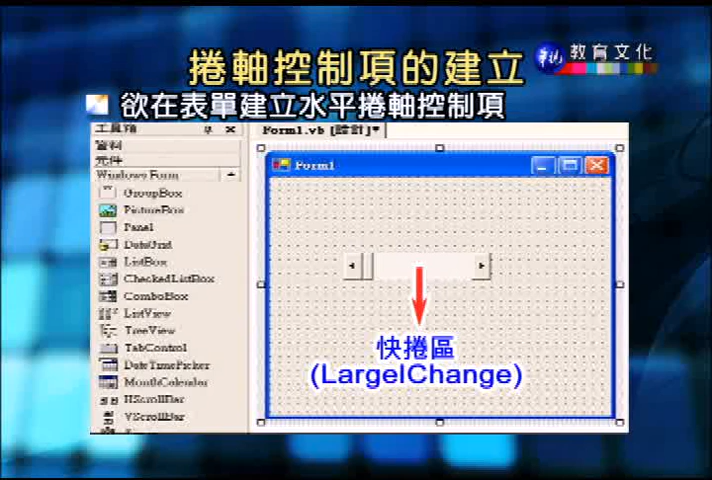 捲軸控制項的建立
華視 教育文化
欲在表單建立水平捲軸控制項
工具箱
Form1.vb [設計]*
資料
元件
Windows Form
Form1
GroupBox
PictureBox
Panel
DataGrid
ListBox
CheckedListBox
ComboBox
ListView
TreeView
TabControl
DateTimePicker
MonthCalendar
HScrollBar
VScrollBar
快捲區
(LargelChange)